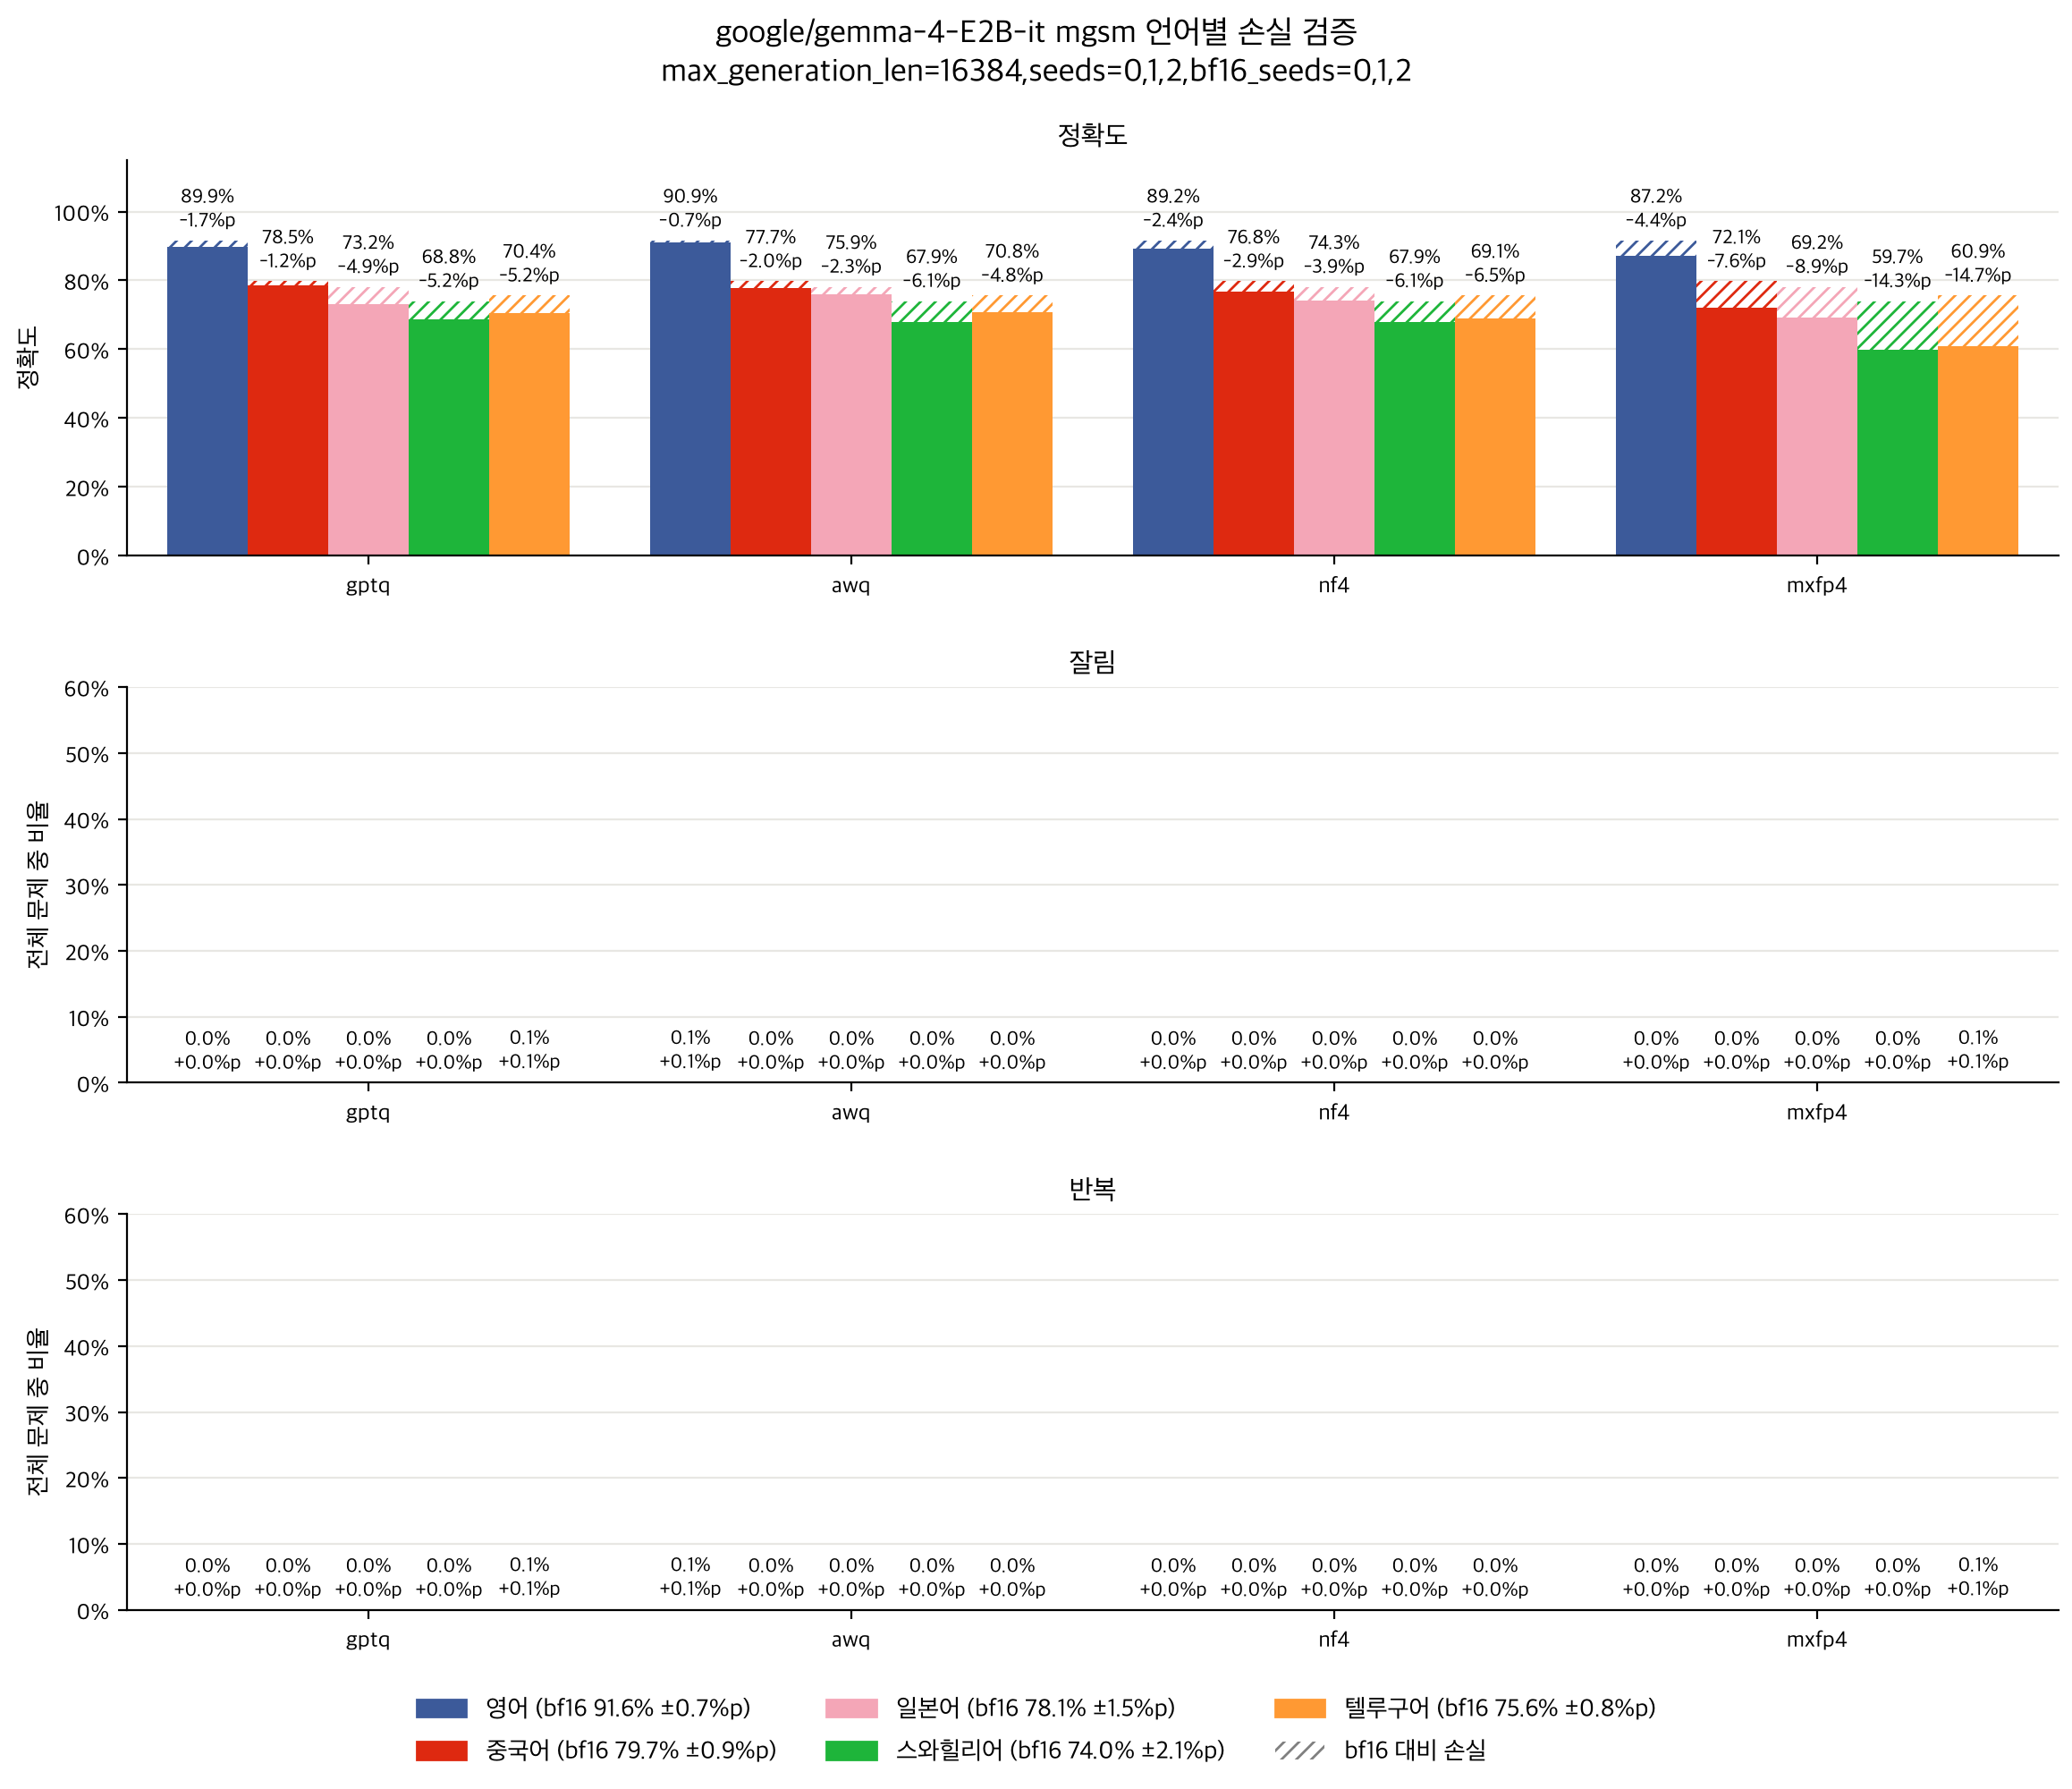 google/gemma-4-E2B-it mgsm 언어별 손실 검증
max_generation_len=16384,seeds=0,1,2,bf16_seeds=0,1,2
정확도
정확도
100%
80%
60%
40%
20%
0%
89.9%
-1.7%p
78.5%
-1.2%p
73.2%
-4.9%p
68.8%
-5.2%p
70.4%
-5.2%p
90.9%
-0.7%p
77.7%
-2.0%p
75.9%
-2.3%p
67.9%
-6.1%p
70.8%
-4.8%p
89.2%
-2.4%p
76.8%
-2.9%p
74.3%
-3.9%p
67.9%
-6.1%p
69.1%
-6.5%p
87.2%
-4.4%p
72.1%
-7.6%p
69.2%
-8.9%p
59.7%
-14.3%p
60.9%
-14.7%p
gptq awq nf4 mxfp4
잘림
전체 문제 중 비율
60%
50%
40%
30%
20%
10%
0%
0.0% 0.0% 0.0% 0.0% 0.1% 0.1% 0.0% 0.0% 0.0% 0.0% 0.0% 0.0% 0.0% 0.0% 0.0% 0.0% 0.0% 0.0% 0.0% 0.1%
+0.0%p +0.0%p +0.0%p +0.0%p +0.1%p +0.1%p +0.0%p +0.0%p +0.0%p +0.0%p +0.0%p +0.0%p +0.0%p +0.0%p +0.0%p +0.0%p +0.0%p +0.0%p +0.0%p +0.1%p
gptq awq nf4 mxfp4
반복
전체 문제 중 비율
60%
50%
40%
30%
20%
10%
0%
0.0% 0.0% 0.0% 0.0% 0.1% 0.1% 0.0% 0.0% 0.0% 0.0% 0.0% 0.0% 0.0% 0.0% 0.0% 0.0% 0.0% 0.0% 0.0% 0.1%
+0.0%p +0.0%p +0.0%p +0.0%p +0.1%p +0.1%p +0.0%p +0.0%p +0.0%p +0.0%p +0.0%p +0.0%p +0.0%p +0.0%p +0.0%p +0.0%p +0.0%p +0.0%p +0.0%p +0.1%p
gptq awq nf4 mxfp4
영어 (bf16 91.6% ±0.7%p)
중국어 (bf16 79.7% ±0.9%p)
일본어 (bf16 78.1% ±1.5%p)
스와힐리어 (bf16 74.0% ±2.1%p)
텔루구어 (bf16 75.6% ±0.8%p)
bf16 대비 손실